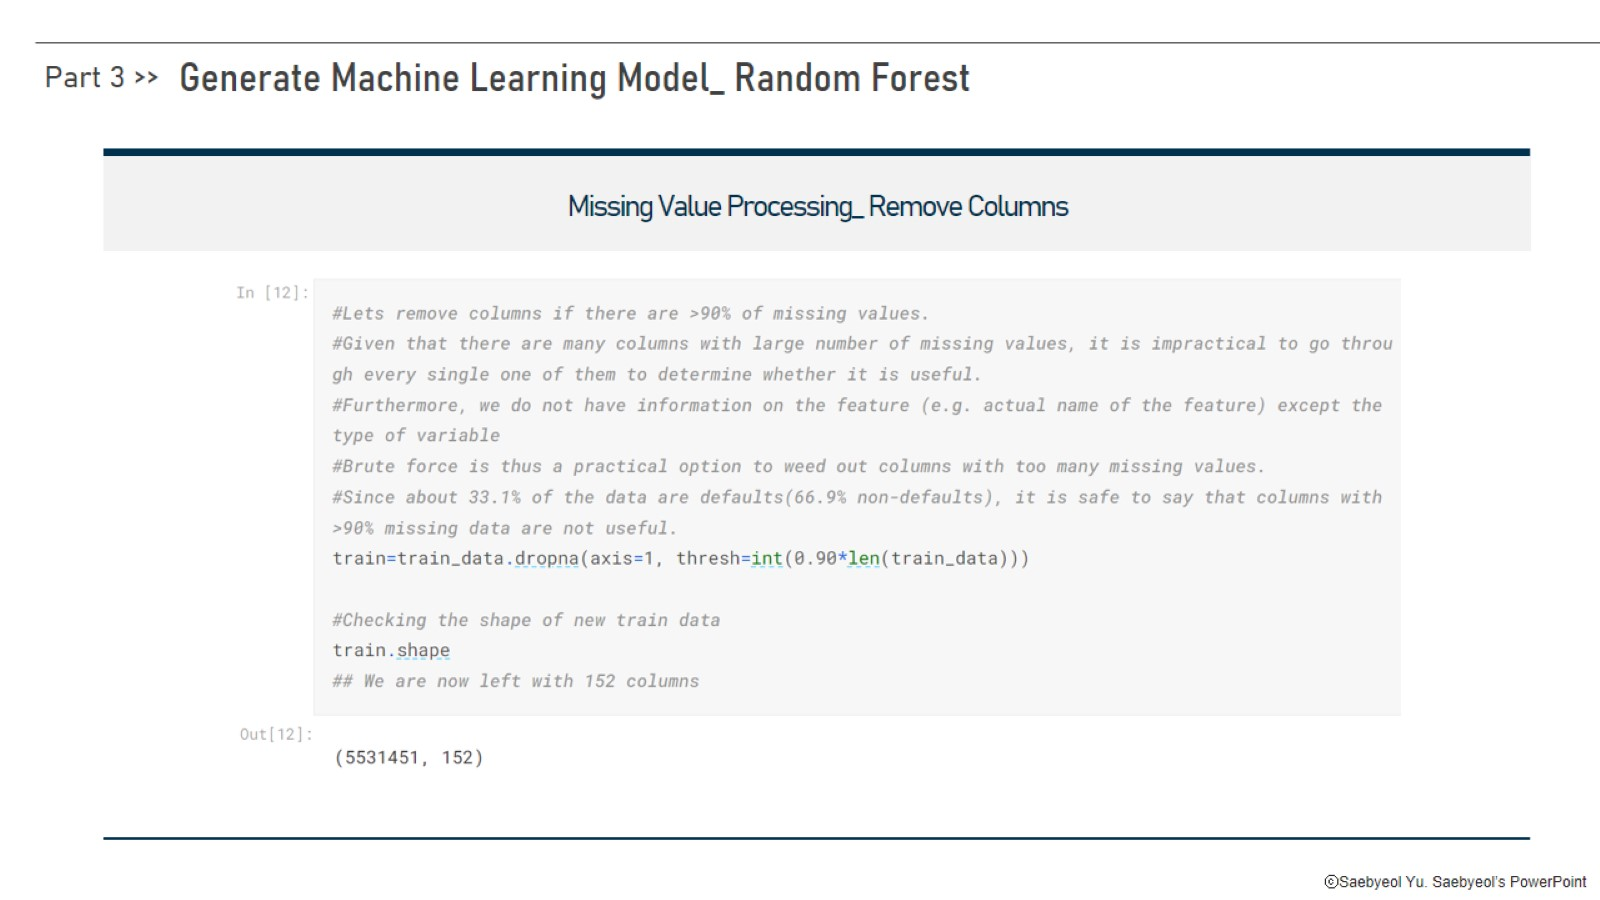 Part 3 >> Generate Machine Learning Model_ Random Forest
Missing Value Processing_ Remove Columns
In [12]:
#Lets remove columns if there are >90% of missing values.
#Given that there are many columns with large number of missing values, it is impractical to go throu
gh every single one of them to determine whether it is useful.
#Furthermore, we do not have information on the feature (e.g. actual name of the feature) except the
type of variable
#Brute force is thus a practical option to weed out columns with too many missing values.
#Since about 33.1% of the data are defaults(66.9% non-defaults), it is safe to say that columns with
>90% missing data are not useful.
train=train_data.dropna(axis=1, thresh=int(0.90*len(train_data)))
#Checking the shape of new train data
train.shape
## We are now left with 152 columns
Out[12]:
(5531451, 152)
ⓒSaebyeol Yu. Saebyeol's PowerPoint